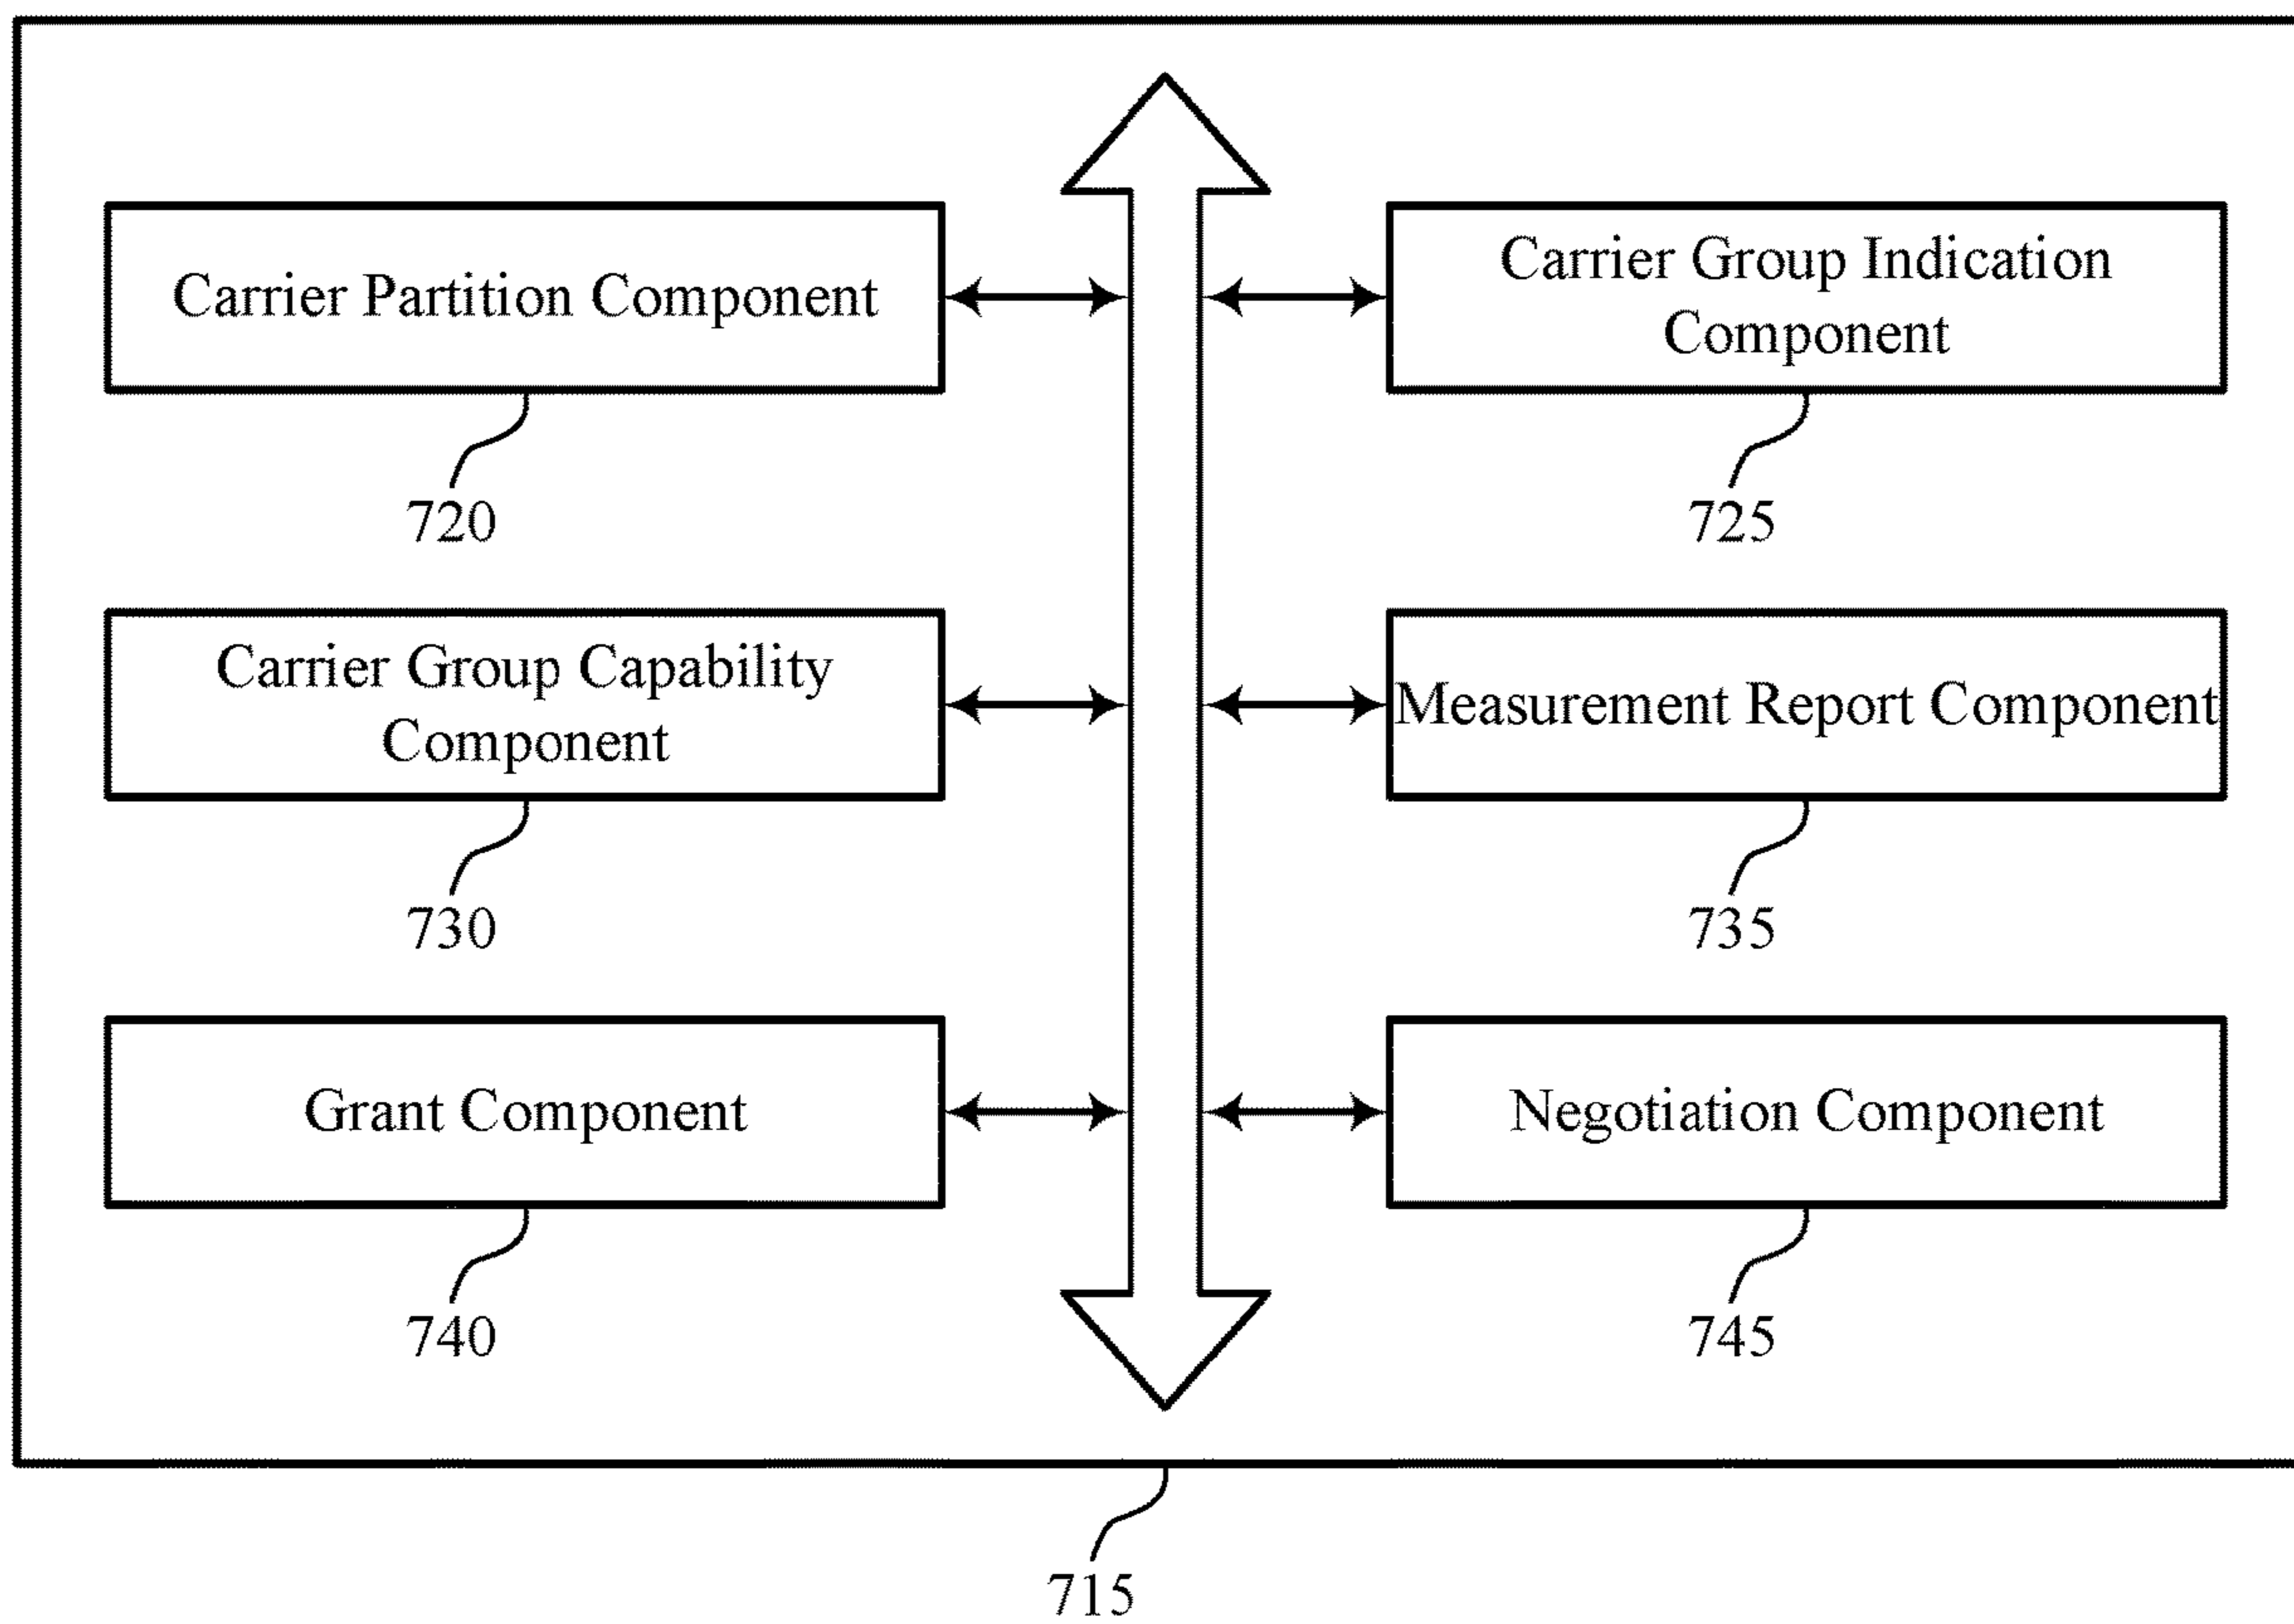 Carrier Partition Component
720
Carrier Group Indication
Component
725
Carrier Group Capability
Component
730
Measurement Report Component
735
Grant Component
740
Negotiation Component
745
715